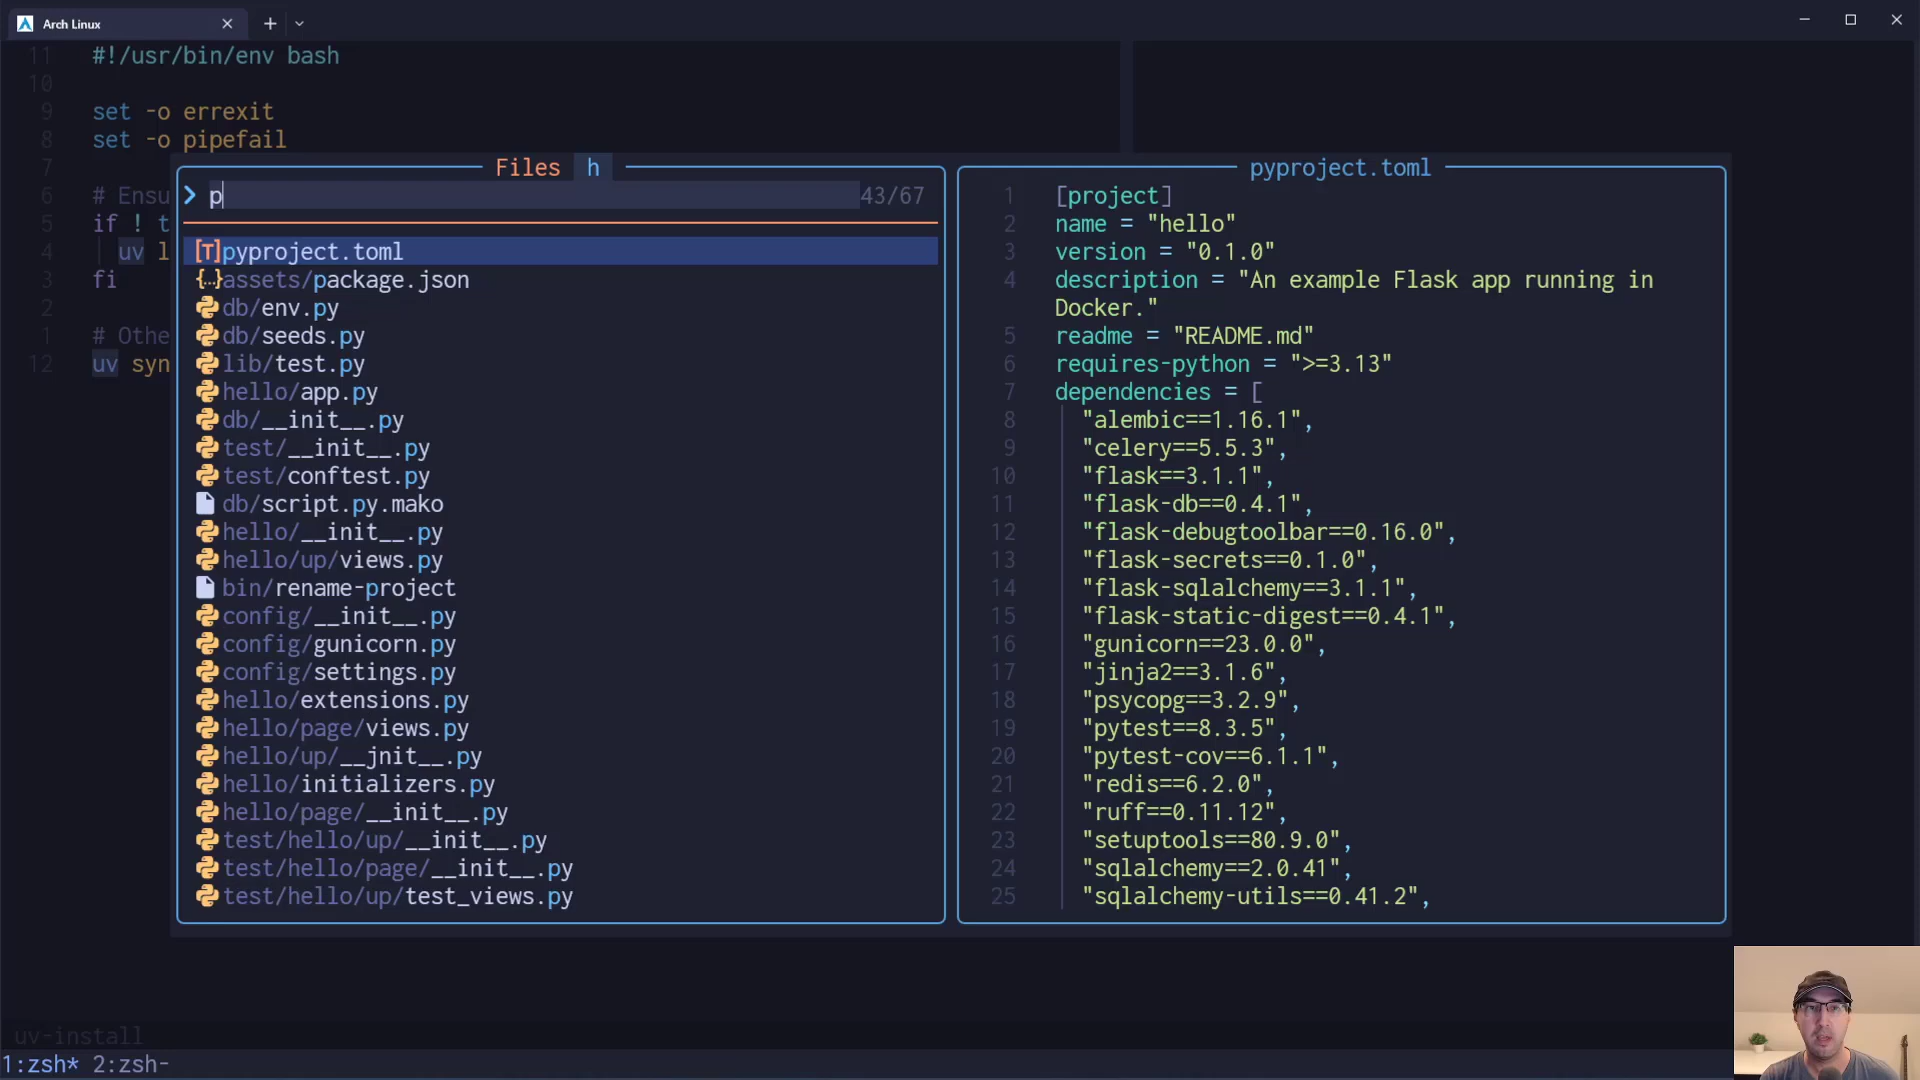 Arch Linux
11 #!/usr/bin/env bash
10
9 set -o errexit
8 set -o pipefail
7
6 # Ensu
5 if ! t
4 uv l
3 fi
2
1 # Othe
12 uv syn
Files h
> p 43/67
[T]pyproject.toml
{..}assets/package.json
db/env.py
db/seeds.py
lib/test.py
hello/app.py
db/__init__.py
test/__init__.py
test/conftest.py
db/script.py.mako
hello/__init__.py
hello/up/views.py
bin/rename-project
config/__init__.py
config/gunicorn.py
config/settings.py
hello/extensions.py
hello/page/views.py
hello/up/__jnit__.py
hello/initializers.py
hello/page/__init__.py
test/hello/up/__init__.py
test/hello/page/__init__.py
test/hello/up/test_views.py
pyproject.toml
1 [project]
2 name = "hello"
3 version = "0.1.0"
4 description = "An example Flask app running in
Docker."
5 readme = "README.md"
6 requires-python = ">=3.13"
7 dependencies = [
8 "alembic==1.16.1",
9 "celery==5.5.3",
10 "flask==3.1.1",
11 "flask-db==0.4.1",
12 "flask-debugtoolbar==0.16.0",
13 "flask-secrets==0.1.0",
14 "flask-sqlalchemy==3.1.1",
15 "flask-static-digest==0.4.1",
16 "gunicorn==23.0.0",
17 "jinja2==3.1.6",
18 "psycopg==3.2.9",
19 "pytest==8.3.5",
20 "pytest-cov==6.1.1",
21 "redis==6.2.0",
22 "ruff==0.11.12",
23 "setuptools==80.9.0",
24 "sqlalchemy==2.0.41",
25 "sqlalchemy-utils==0.41.2",
uv-install
1:zsh* 2:zsh-